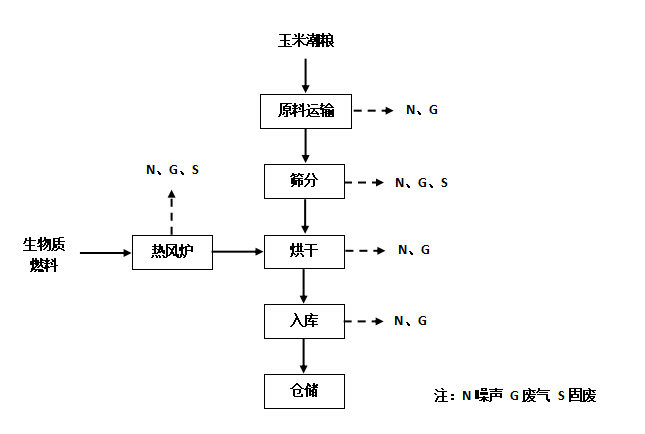 玉米潮粮
原料运输
N、G
N、G、S
筛分
N、G、S
生物质
燃料
热风炉
烘干
N、G
入库
N、G
仓储
注：N 噪声 G 废气 S 固废